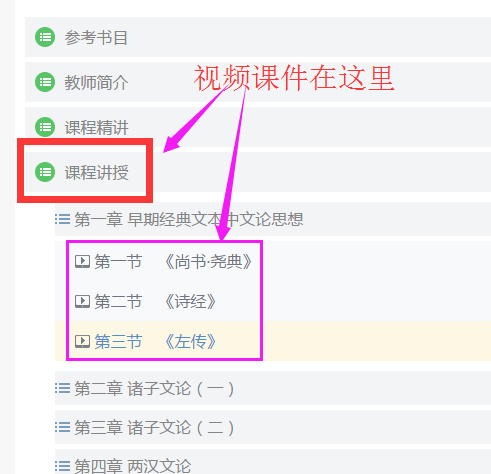 参考书目
教师简介
视频课件在这里
课程精讲
课程讲授
第一章 早期经典文本中文论思想
第一节 《尚书·尧典》
第二节 《诗经》
第三节 《左传》
第二章 诸子文论（一）
第三章 诸子文论（二）
第四章 两汉文论